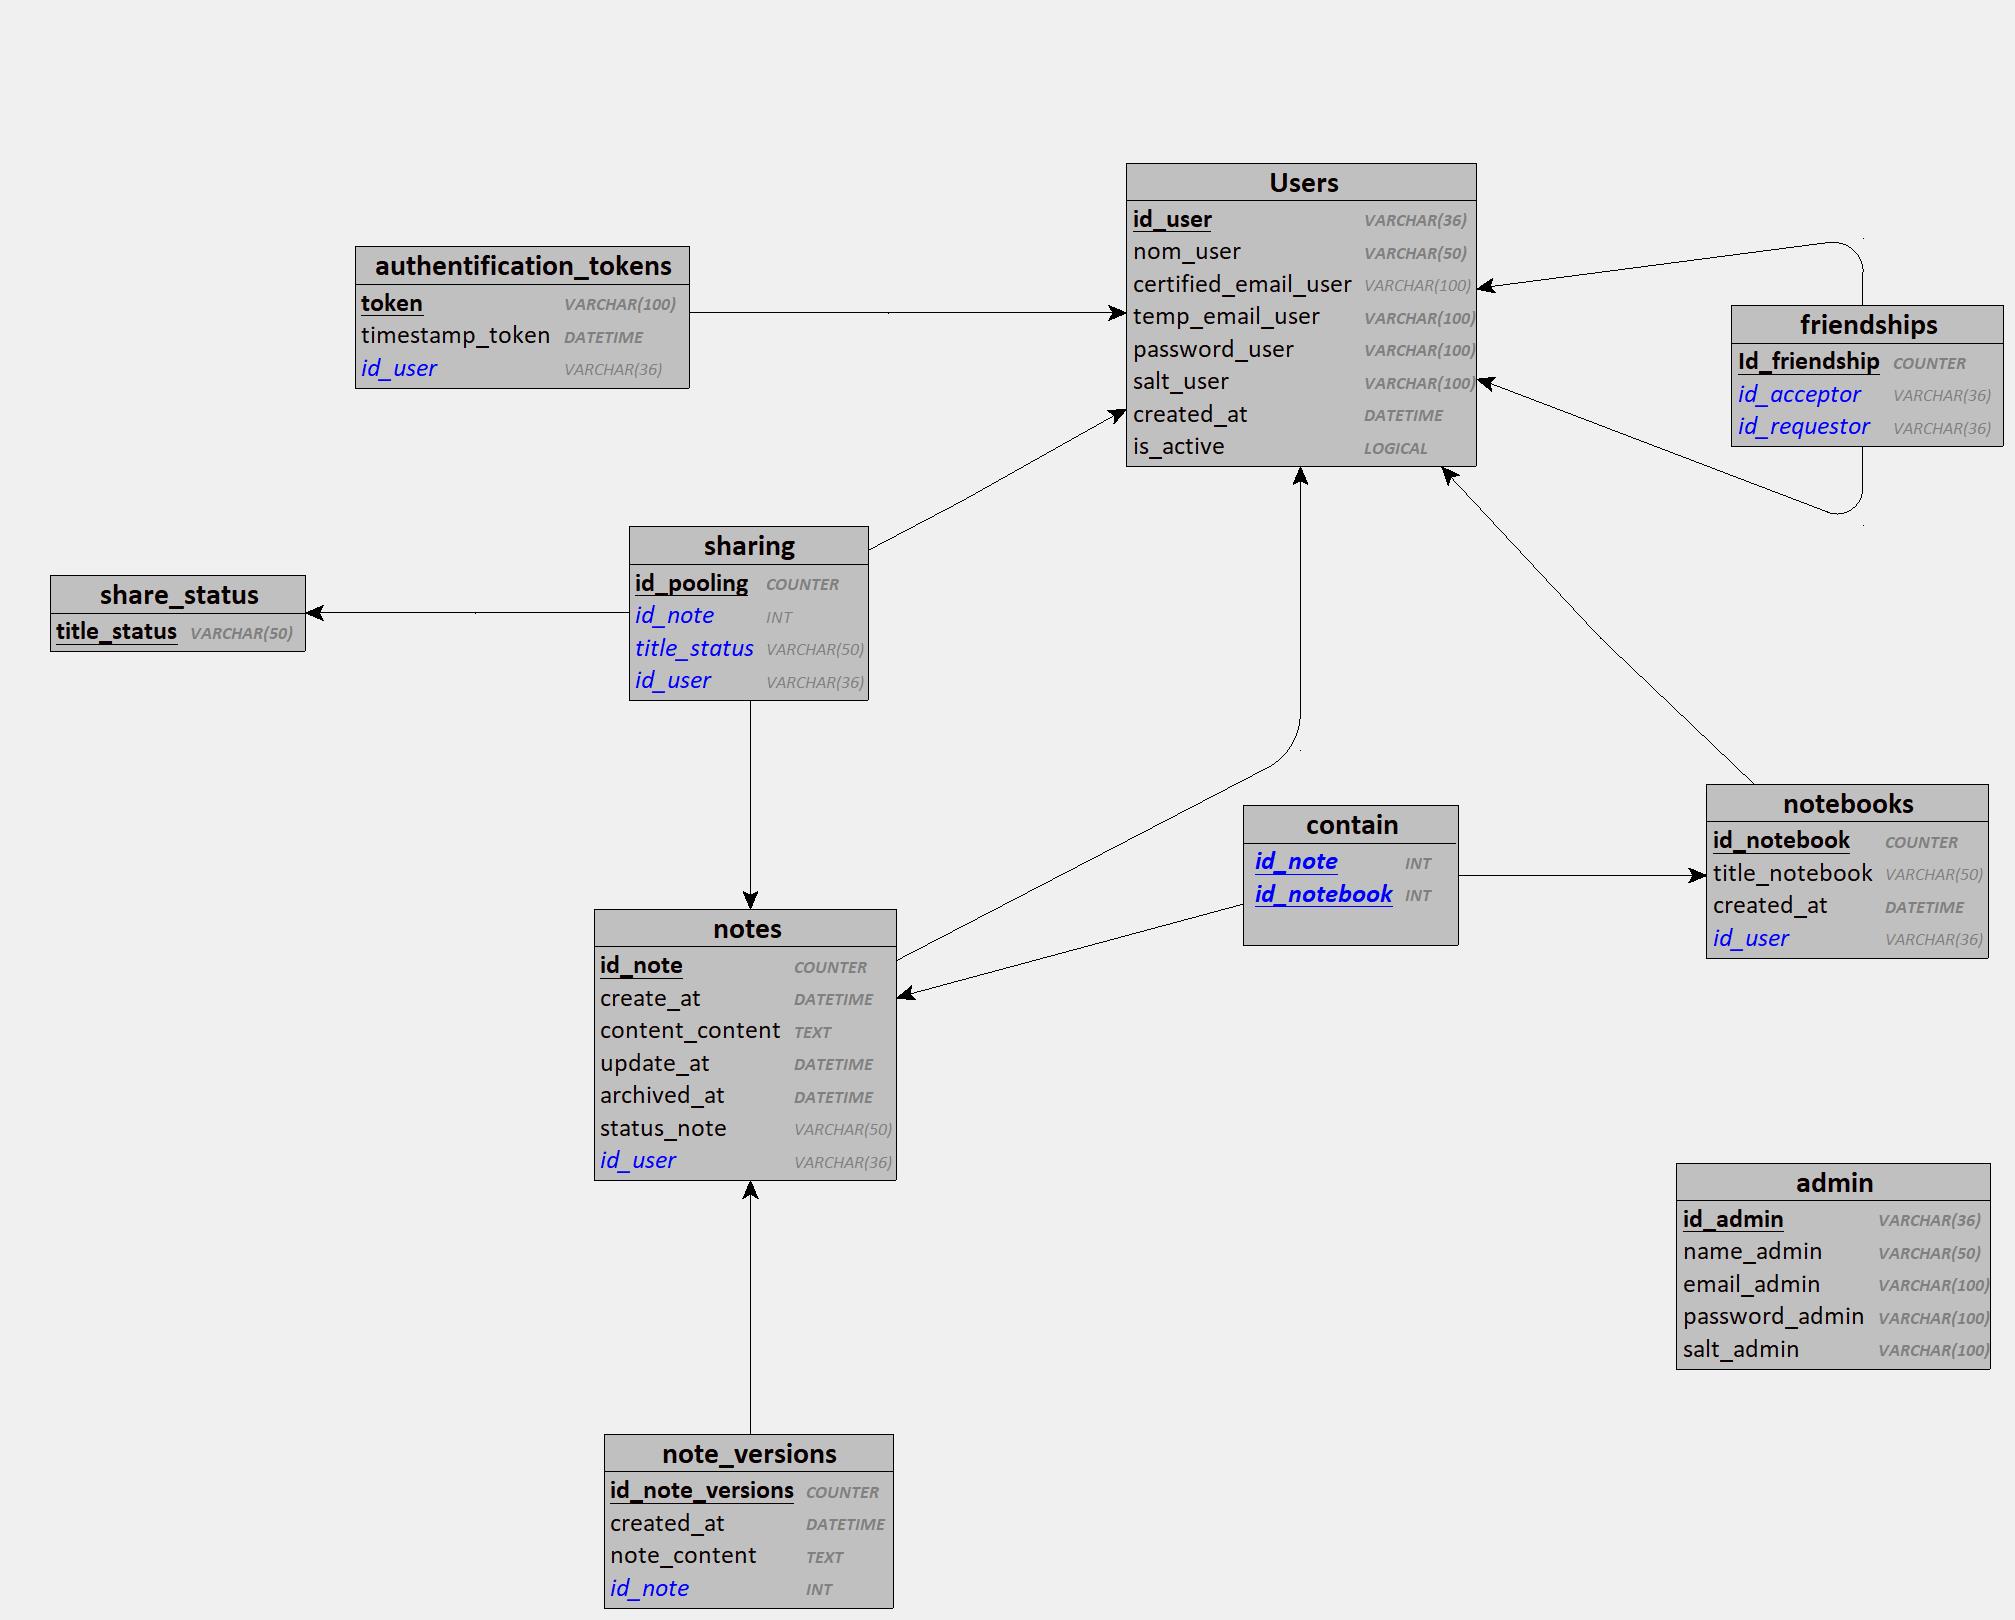 Users
id_user VARCHAR(36)
nom_user VARCHAR(50)
certified_email_user VARCHAR(100)
temp_email_user VARCHAR(100)
password_user VARCHAR(100)
salt_user VARCHAR(100)
created_at DATETIME
is_active LOGICAL
authentification_tokens
token VARCHAR(100)
timestamp_token DATETIME
id_user VARCHAR(36)
friendships
Id_friendship COUNTER
id_acceptor VARCHAR(36)
id_requestor VARCHAR(36)
sharing
id_pooling COUNTER
id_note INT
title_status VARCHAR(50)
id_user VARCHAR(36)
share_status
title_status VARCHAR(50)
notebooks
id_notebook COUNTER
title_notebook VARCHAR(50)
created_at DATETIME
id_user VARCHAR(36)
contain
id_note INT
id_notebook INT
notes
id_note COUNTER
create_at DATETIME
content_content TEXT
update_at DATETIME
archived_at DATETIME
status_note VARCHAR(50)
id_user VARCHAR(36)
admin
id_admin VARCHAR(36)
name_admin VARCHAR(50)
email_admin VARCHAR(100)
password_admin VARCHAR(100)
salt_admin VARCHAR(100)
note_versions
id_note_versions COUNTER
created_at DATETIME
note_content TEXT
id_note INT